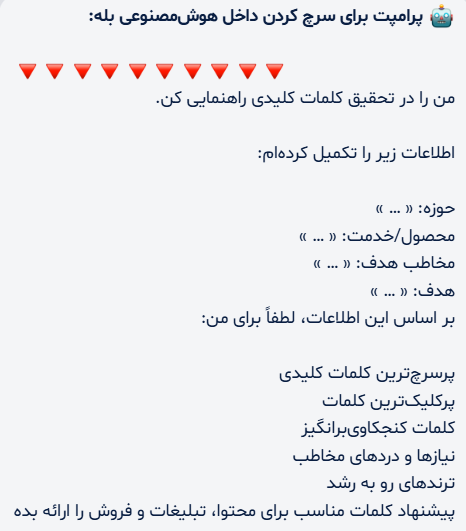 🤖 پرامپت برای سرچ کردن داخل هوش‌مصنوعی بله:
🔻🔻🔻🔻🔻🔻🔻🔻🔻🔻
من را در تحقیق کلمات کلیدی راهنمایی کن.
اطلاعات زیر را تکمیل کرده‌ام:
حوزه: « ... »
محصول/خدمت: « ... »
مخاطب هدف: « ... »
هدف: « ... »
بر اساس این اطلاعات، لطفاً برای من:
پرسرچ‌ترین کلمات کلیدی
پرکلیک‌ترین کلمات
کلمات کنجکاوی‌برانگیز
نیازها و دردهای مخاطب
ترندهای رو به رشد
پیشنهاد کلمات مناسب برای محتوا، تبلیغات و فروش را ارائه بده